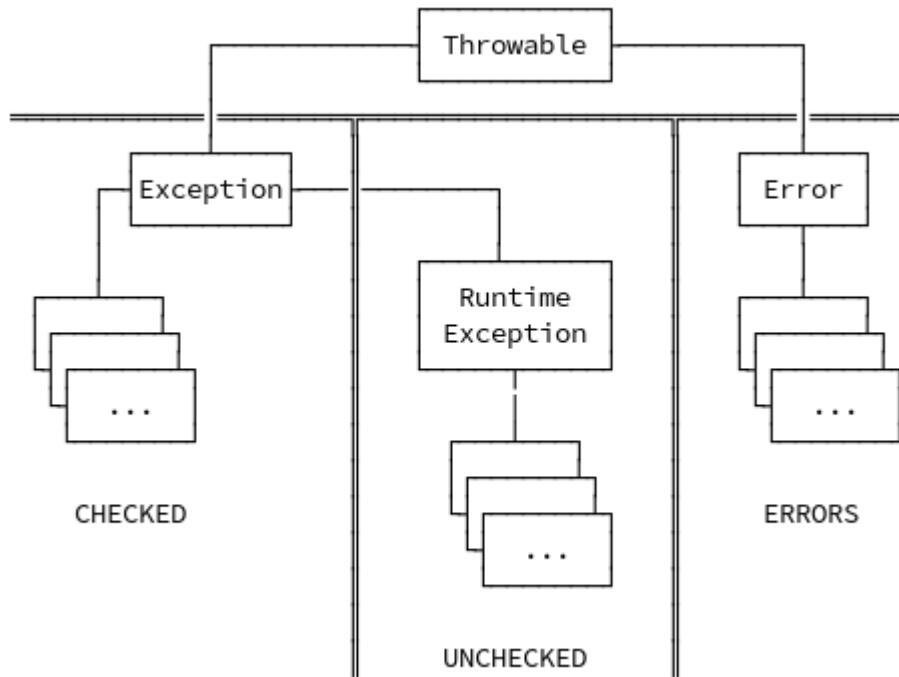 Throwable
Exception
Error
Runtime
Exception
...
...
CHECKED
ERRORS
...
UNCHECKED